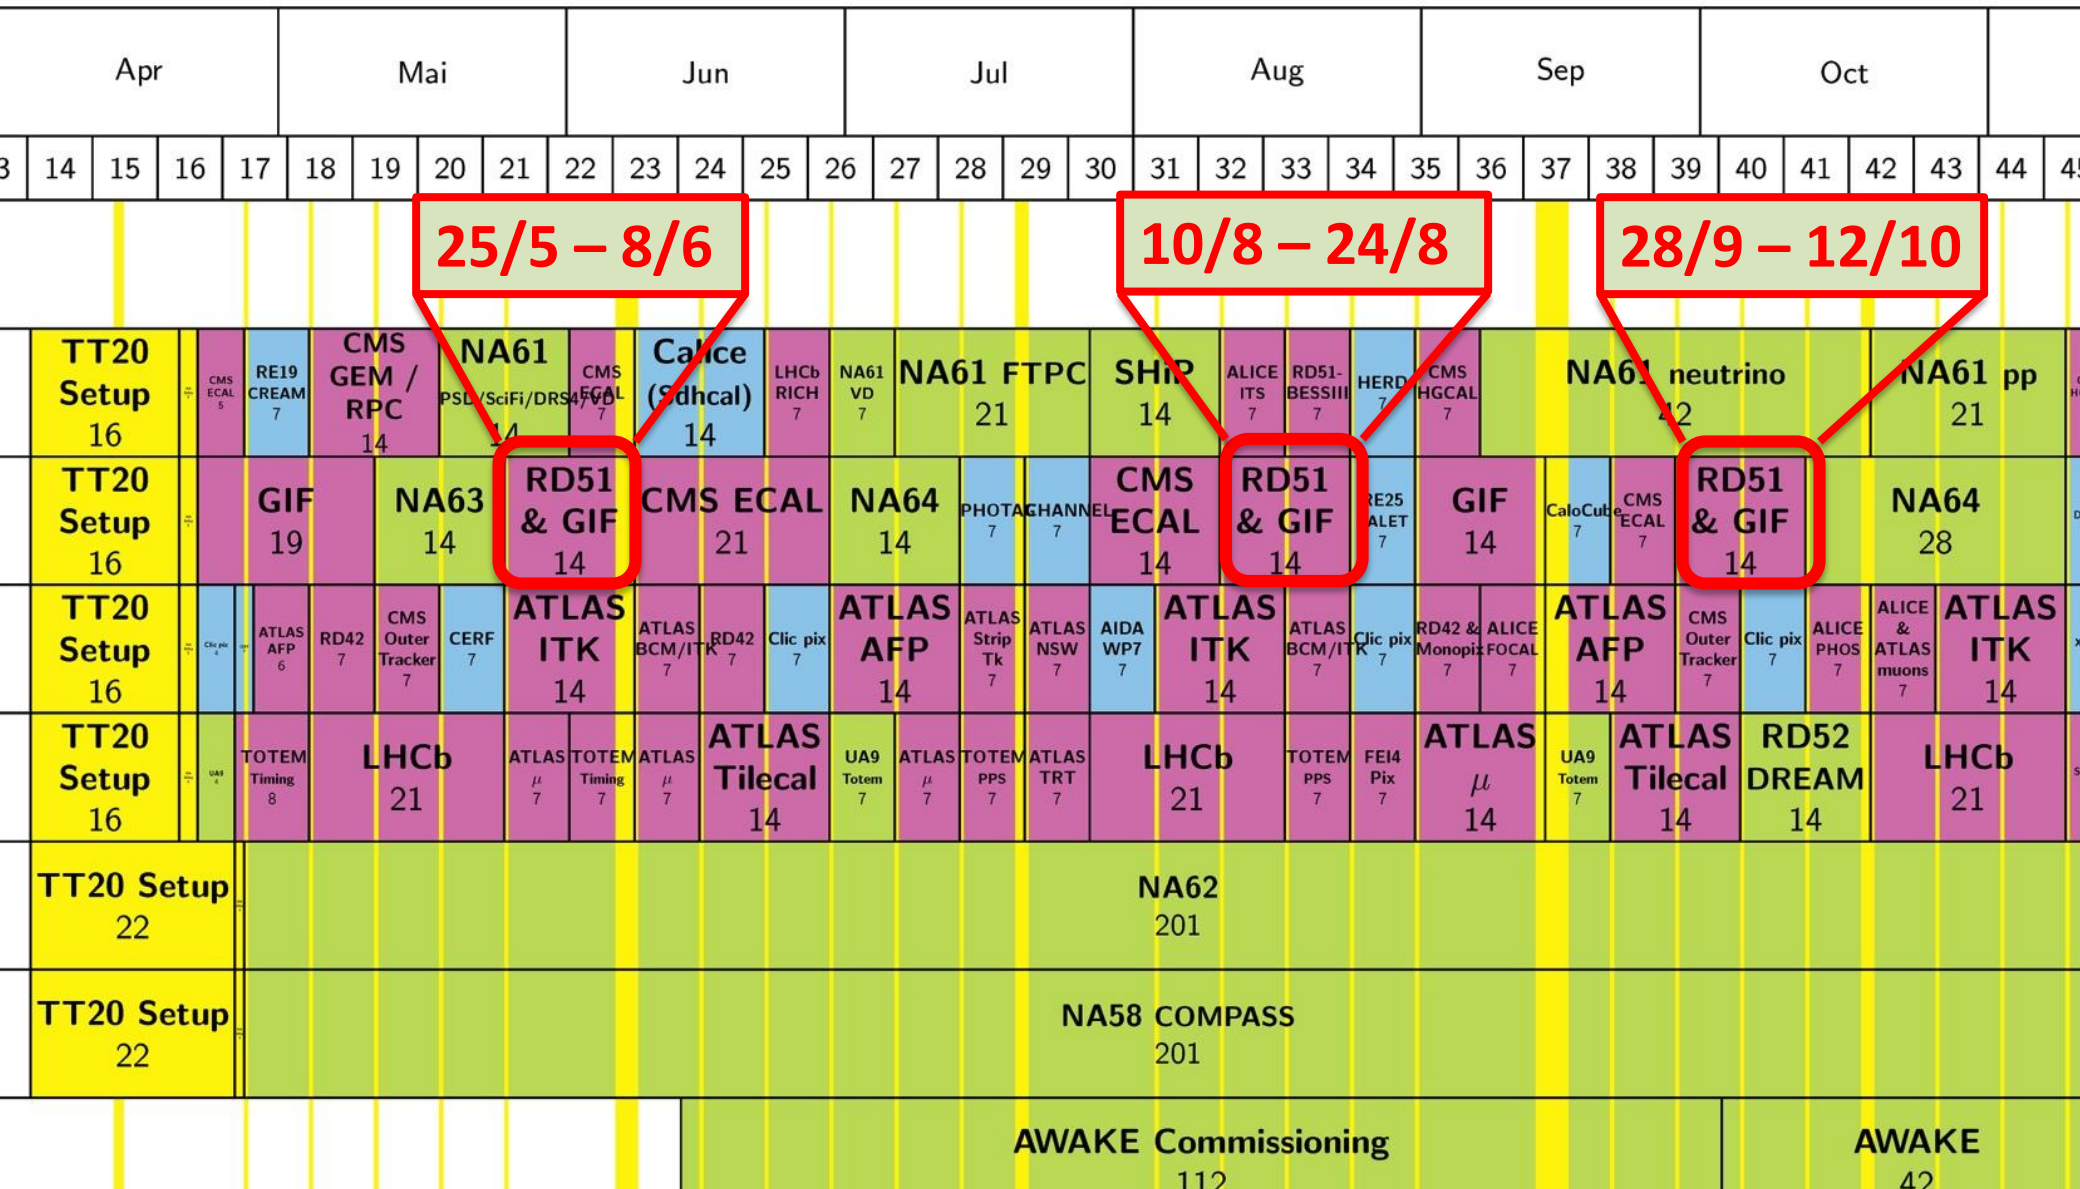 Apr Mai Jun Jul Aug Sep Oct
3 14 15 16 17 18 19 20 21 22 23 24 25 26 27 28 29 30 31 32 33 34 35 36 37 38 39 40 41 42 43 44 45
25/5 – 8/6
10/8 – 24/8
28/9 – 12/10
TT20
Setup
16
CMS
ECAL
5
RE19
CREAM
7
CMS
GEM /
RPC
14
NA61
PSD/SciFi/DRS4/VD
14
CMS
ECAL
7
Calice
(Sdhcal)
14
LHCb
RICH
7
NA61
VD
7
NA61 FTPC
21
SHiP
14
ALICE
ITS
7
RD51-
BESSIII
7
HERD
7
CMS
HGCAL
7
NA61 neutrino
42
NA61 pp
21
TT20
Setup
16
GIF
19
NA63
14
RD51
& GIF
14
CMS ECAL
21
NA64
14
PHOTAG
7
CHANNEL
7
CMS
ECAL
14
RD51
& GIF
14
RE25
CALET
7
GIF
14
CaloCube
7
CMS
ECAL
7
RD51
& GIF
14
NA64
28
TT20
Setup
16
Clic pix
4
ATLAS
AFP
6
RD42
7
CMS
Outer
Tracker
7
CERF
7
ATLAS
ITK
14
ATLAS
BCM/ITK
7
RD42
7
Clic pix
7
ATLAS
AFP
14
ATLAS
Strip
Tk
7
ATLAS
NSW
7
AIDA
WP7
7
ATLAS
ITK
14
ATLAS
BCM/ITK
7
Clic pix
7
RD42 &
Monopix
7
ALICE
FOCAL
7
ATLAS
AFP
14
CMS
Outer
Tracker
7
Clic pix
7
ALICE
PHOS
7
ALICE
&
ATLAS
muons
7
ATLAS
ITK
14
TT20
Setup
16
UA9
4
TOTEM
Timing
8
LHCb
21
ATLAS
μ
7
TOTEM
Timing
7
ATLAS
μ
7
ATLAS
Tilecal
14
UA9
Totem
7
ATLAS
μ
7
TOTEM
PPS
7
ATLAS
TRT
7
LHCb
21
TOTEM
PPS
7
FEI4
Pix
7
ATLAS
μ
14
UA9
Totem
7
ATLAS
Tilecal
14
RD52
DREAM
14
LHCb
21
TT20 Setup
22
NA62
201
TT20 Setup
22
NA58 COMPASS
201
AWAKE Commissioning
112
AWAKE
42